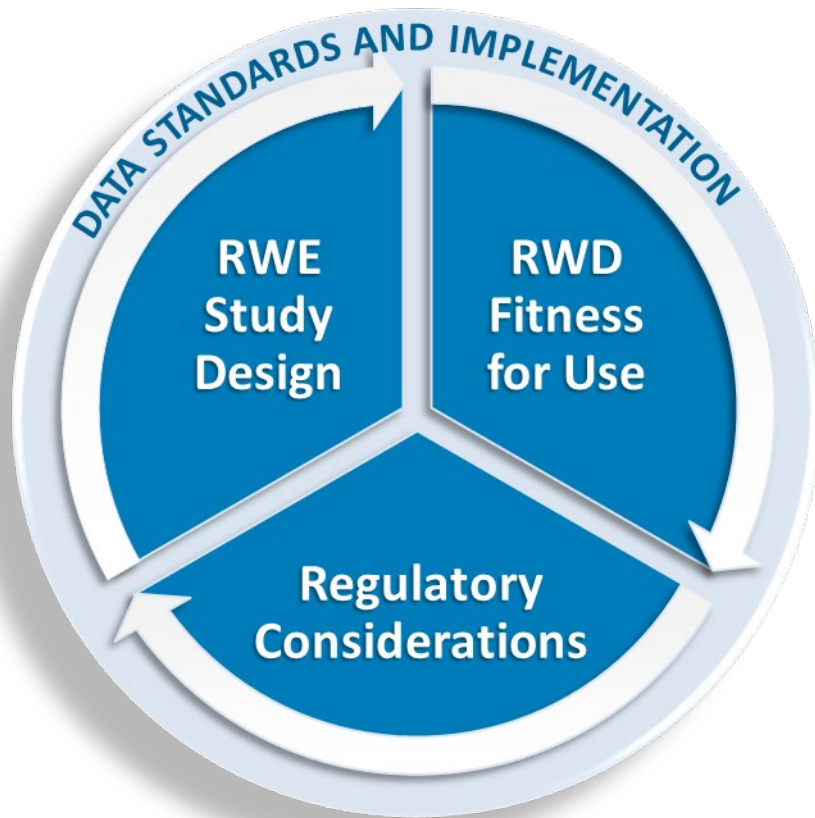 DATA STANDARDS AND IMPLEMENTATION
RWE
Study
Design
RWD
Fitness
for Use
Regulatory
Considerations